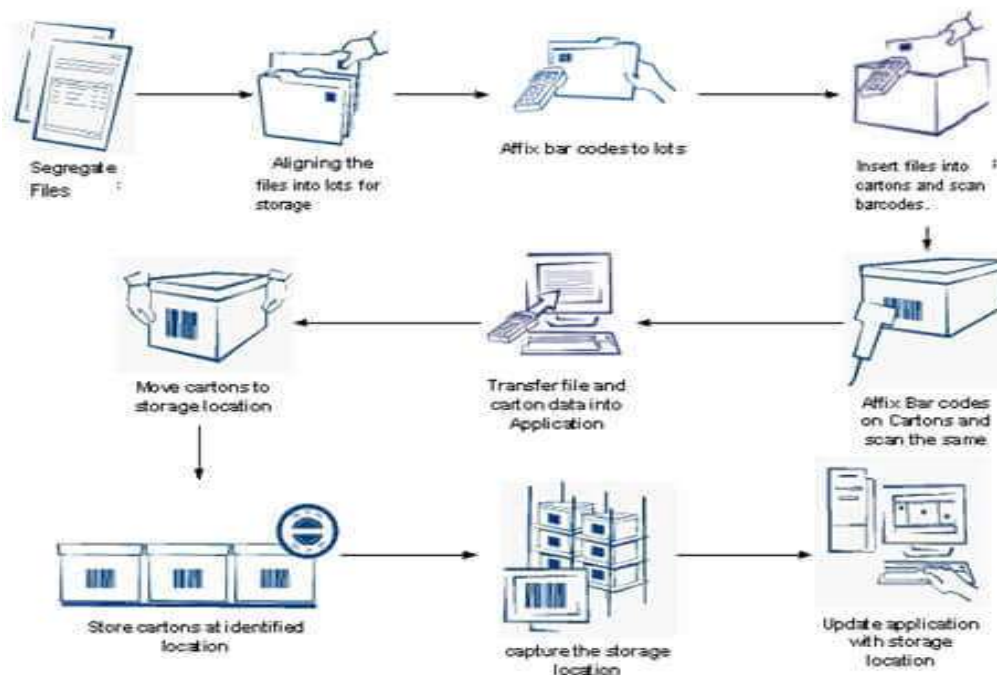 Segregate
Files :
Aligning the
files into lots for
storage
Affix bar codes to lots
Insert files into :
cartons and scan
barcodes.
Affix Bar codes
on Cartons and
scan the same
Transfer file and
carton data into
Application
Move cartons to
storage location
Store cartons at identified
location
capture the storage
location
Update application
with storage
location